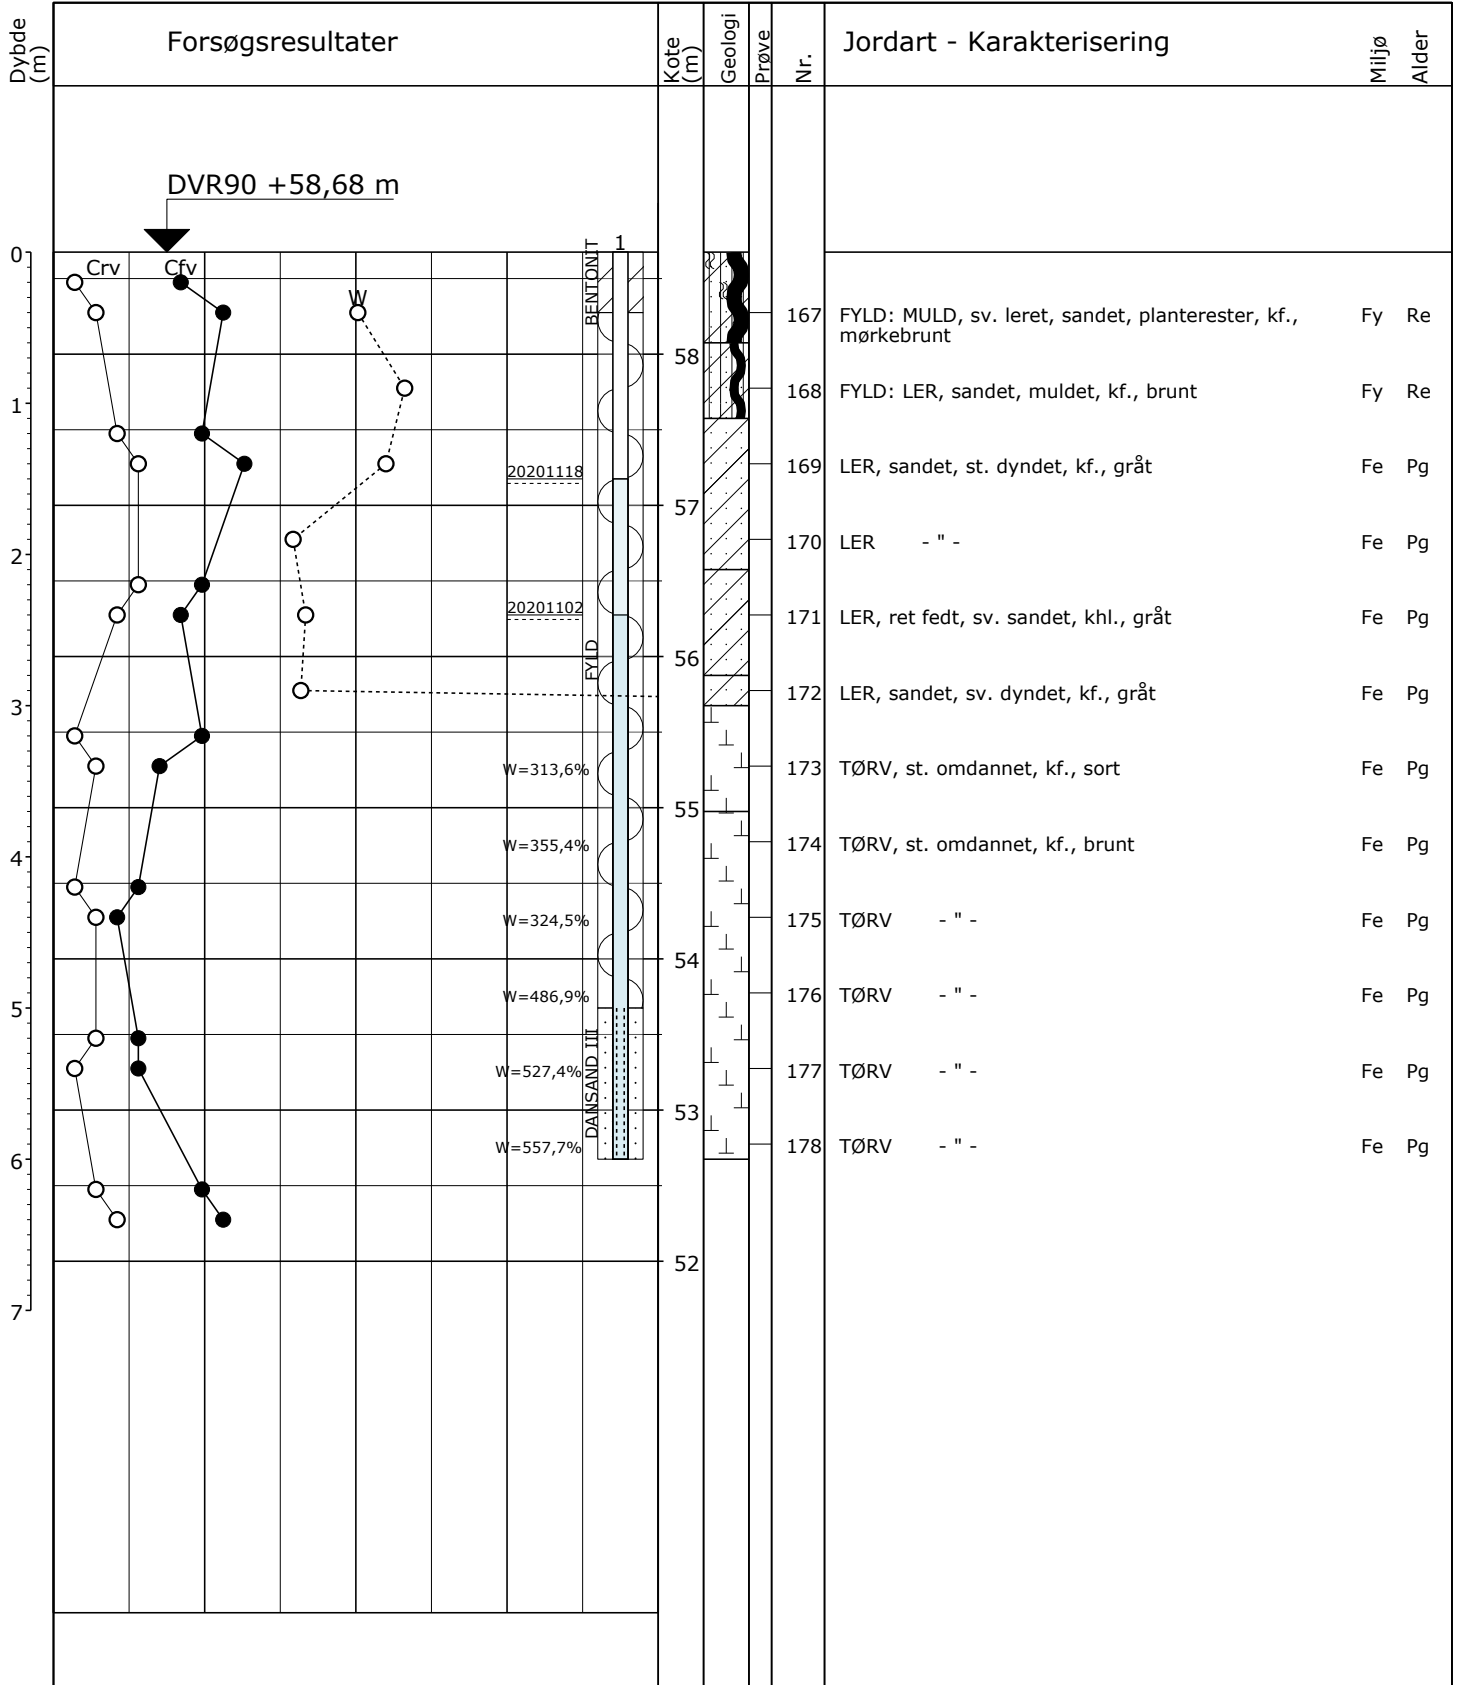 Dybde (m)
Forsøgsresultater
Kote (m)
Geologi
Prøve
Nr.
Jordart - Karakterisering
Miljø
Alder
DVR90 +58,68 m
0
Crv
Cfv
W
BENTONIT
1
167 FYLD: MULD, sv. leret, sandet, planterester, kf., Fy Re
mørkebrunt
58
1
168 FYLD: LER, sandet, muldet, kf., brunt Fy Re
20201118
169 LER, sandet, st. dyndet, kf., gråt Fe Pg
57
2
170 LER - " - Fe Pg
20201102
171 LER, ret fedt, sv. sandet, khl., gråt Fe Pg
FYLD
56
3
172 LER, sandet, sv. dyndet, kf., gråt Fe Pg
W=313,6%
173 TØRV, st. omdannet, kf., sort Fe Pg
55
4
W=355,4%
174 TØRV, st. omdannet, kf., brunt Fe Pg
W=324,5%
175 TØRV - " - Fe Pg
54
5
W=486,9%
176 TØRV - " - Fe Pg
DANSAND III
W=527,4%
177 TØRV - " - Fe Pg
53
6
W=557,7%
178 TØRV - " - Fe Pg
52
7